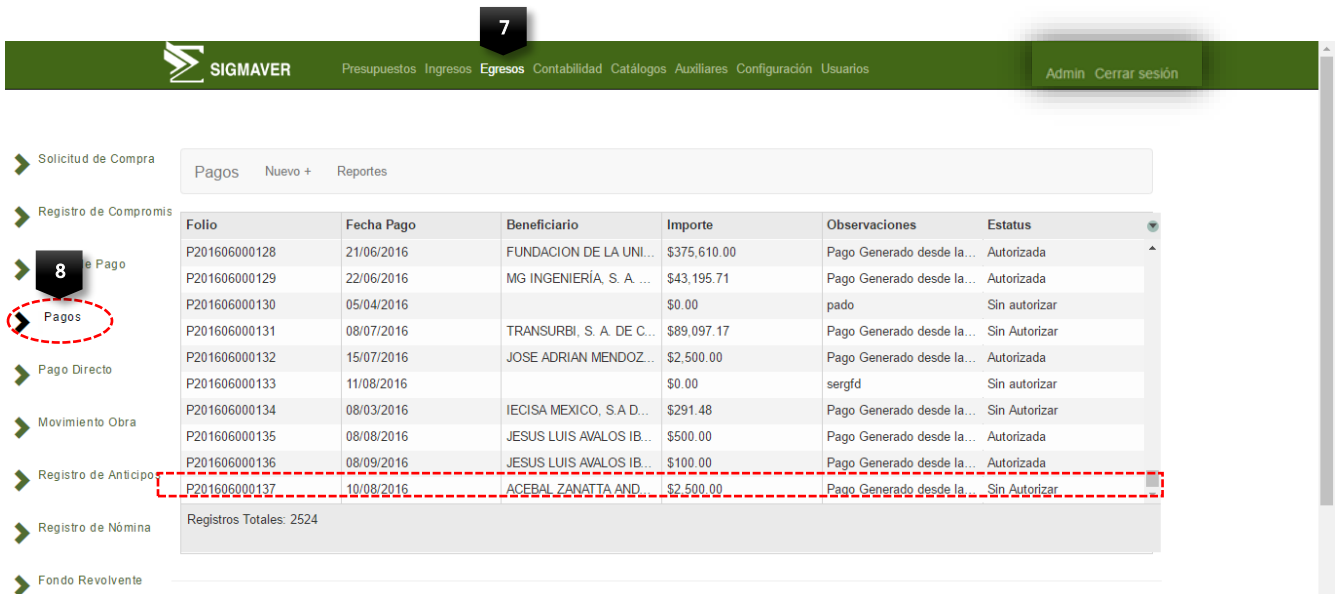 7
SIGMAVER Presupuestos Ingresos Egresos Contabilidad Catálogos Auxiliares Configuración Usuarios Admin Cerrar sesión
Solicitud de Compra
Pagos Nuevo + Reportes
Registro de Compromis
Folio Fecha Pago Beneficiario Importe Observaciones Estatus
P201606000128 21/06/2016 FUNDACION DE LA UNI... $375,610.00 Pago Generado desde la... Autorizada
8 e Pago
P201606000129 22/06/2016 MG INGENIERÍA, S. A. ... $43,195.71 Pago Generado desde la... Autorizada
P201606000130 05/04/2016 $0.00 pado Sin autorizar
Pagos
P201606000131 08/07/2016 TRANSURBI, S. A. DE C... $89,097.17 Pago Generado desde la... Sin Autorizar
P201606000132 15/07/2016 JOSE ADRIAN MENDOZ... $2,500.00 Pago Generado desde la... Autorizada
Pago Directo
P201606000133 11/08/2016 $0.00 sergfd Sin autorizar
P201606000134 08/03/2016 IECISA MEXICO, S.A D... $291.48 Pago Generado desde la... Sin Autorizar
Movimiento Obra
P201606000135 08/08/2016 JESUS LUIS AVALOS IB... $500.00 Pago Generado desde la... Autorizada
P201606000136 08/09/2016 JESUS LUIS AVALOS IB... $100.00 Pago Generado desde la... Autorizada
Registro de Anticipos
P201606000137 10/08/2016 ACEBAL ZANATTA AND... $2,500.00 Pago Generado desde la... Sin Autorizar
Registros Totales: 2524
Registro de Nómina
Fondo Revolvente